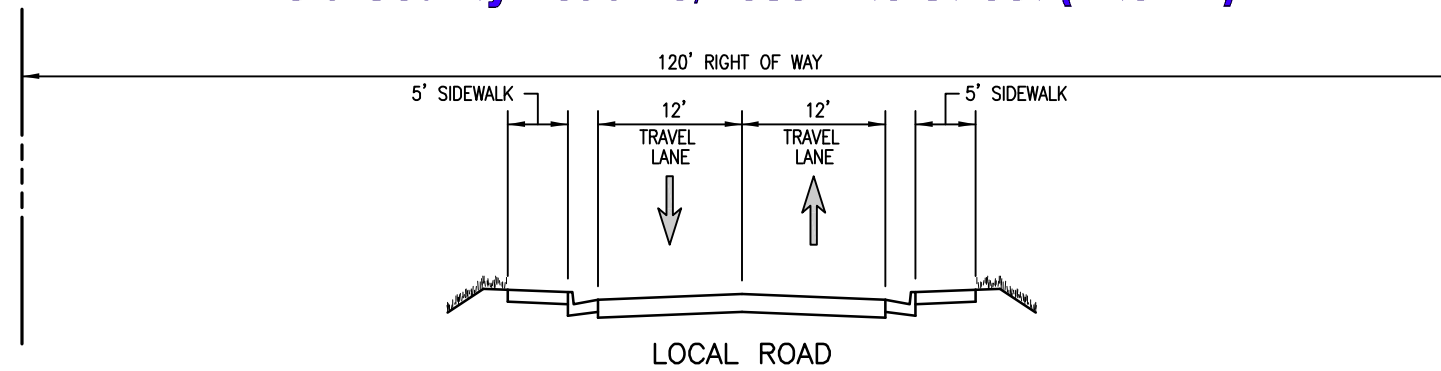 120' RIGHT OF WAY
5' SIDEWALK
5' SIDEWALK
12'
12'
TRAVEL
LANE
TRAVEL
LANE
LOCAL ROAD